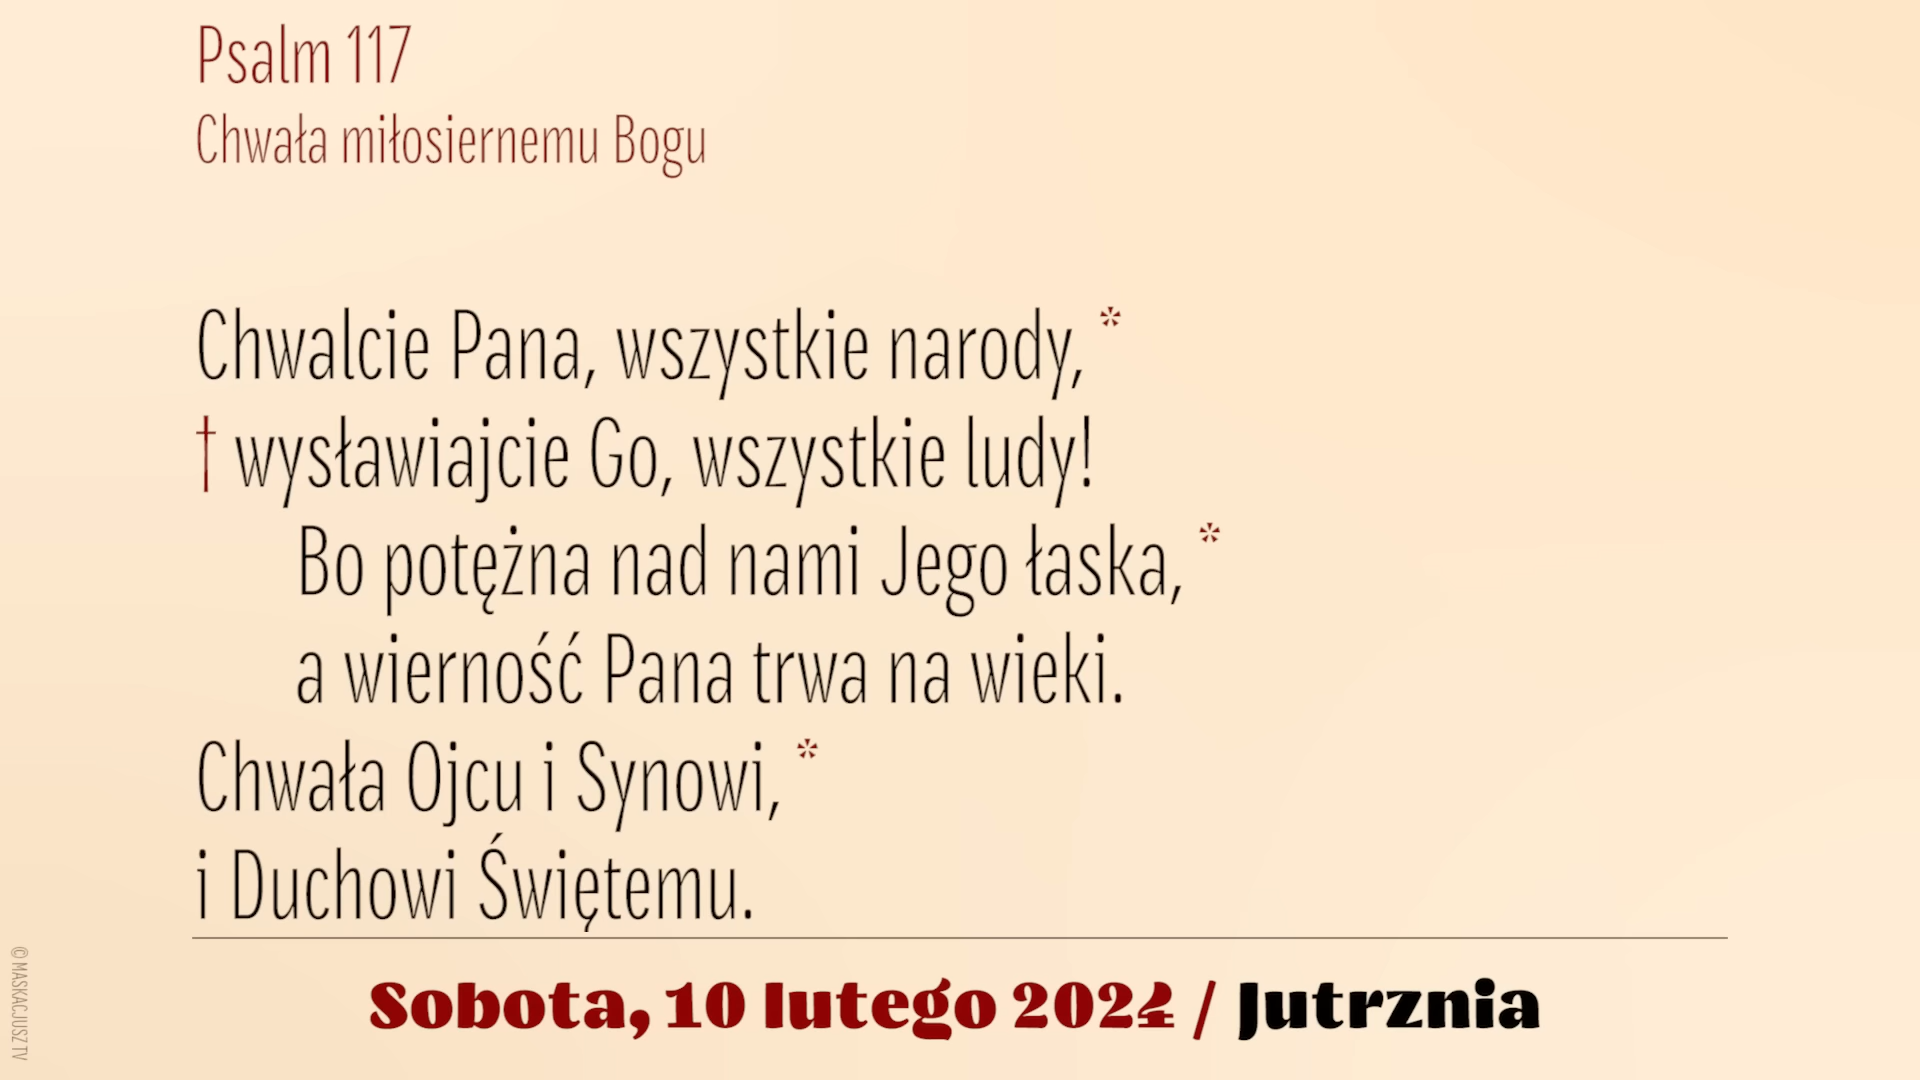 Psalm 117
Chwała miłosiernemu Bogu
Chwalcie Pana, wszystkie narody, *
† wysławiajcie Go, wszystkie ludy!
Bo potężna nad nami Jego łaska, *
a wierność Pana trwa na wieki.
Chwała Ojcu i Synowi, *
i Duchowi Świętemu.
Sobota, 10 lutego 2024 / Jutrznia
© MASKACJUSZ TV